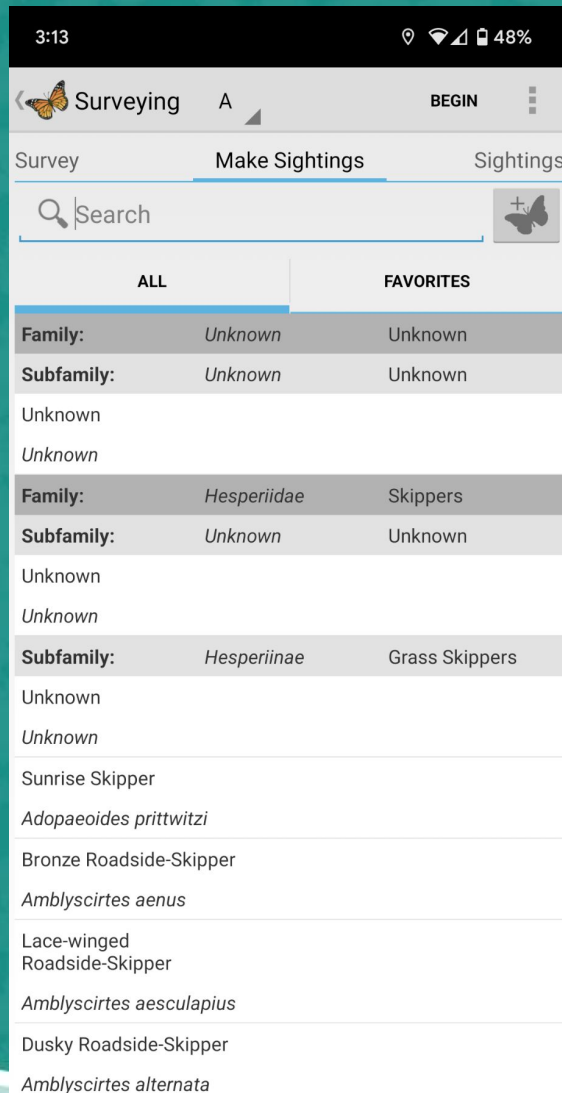 3:13 48%
Surveying A BEGIN
Survey Make Sightings Sightings
Search
ALL FAVORITES
Family: Unknown Unknown
Subfamily: Unknown Unknown
Unknown
Unknown
Family: Hesperiidae Skippers
Subfamily: Unknown Unknown
Unknown
Unknown
Subfamily: Hesperiinae Grass Skippers
Unknown
Unknown
Sunrise Skipper
Adopaeoides prittwitzi
Bronze Roadside-Skipper
Amblyscirtes aenus
Lace-winged
Roadside-Skipper
Amblyscirtes aesculapius
Dusky Roadside-Skipper
Amblyscirtes alternata